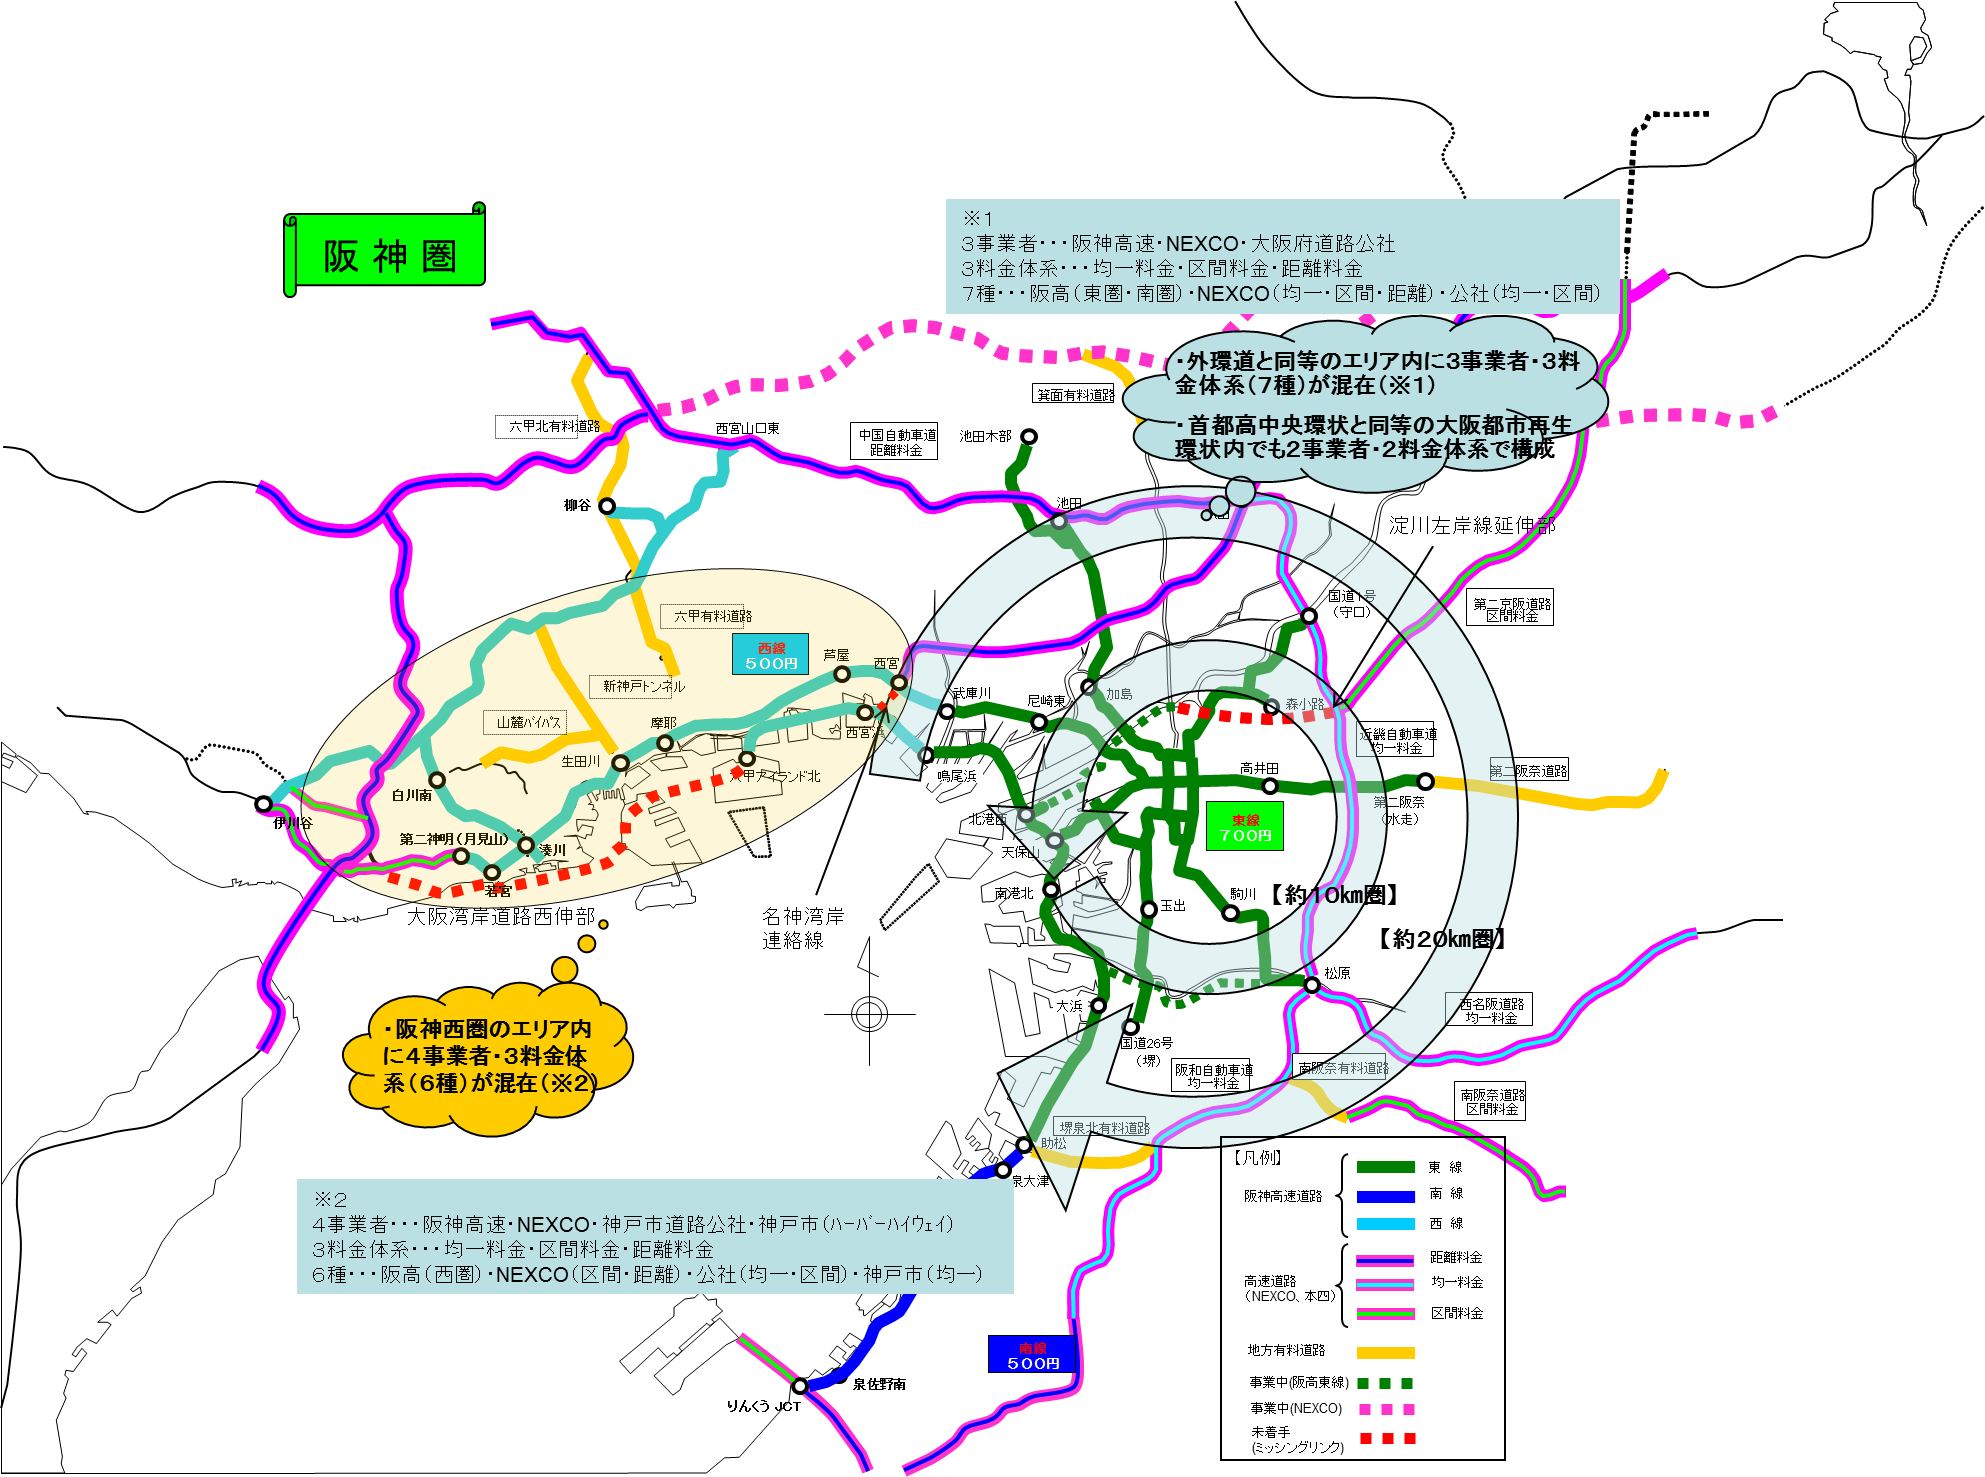 阪神圏
※1
3事業者・・・阪神高速・NEXCO・大阪府道路公社
3料金体系・・・均一料金・区間料金・距離料金
7種・・・阪高(東圏・南圏)・NEXCO(均一・区間・距離)・公社(均一・区間)
・外環道と同等のエリア内に3事業者・3料
金体系(7種)が混在(※1)
・首都高中央環状と同等の大阪都市再生
環状内でも2事業者・2料金体系で構成
箕面有料道路
六甲北有料道路
西宮山口東
中国自動車道
距離料金
池田木部
柳谷
池田
淀川左岸線延伸部
国道1号
(守口)
第二京阪道路
区間料金
六甲有料道路
西線
500円
芦屋
西宮
新神戸トンネル
武庫川
尼崎東
加島
森小路
山麓バイパス
摩耶
西宮浜
近畿自動車道
均一料金
生田川
六甲アイランド北
鳴尾浜
高井田
第二阪奈道路
白川南
第二阪奈
(水走)
伊川谷
北港西
東線
700円
第二神明(月見山)
湊川
天保山
若宮
南港北
駒川
【約10km圏】
玉出
大阪湾岸道路西伸部
名神湾岸
連絡線
【約20km圏】
松原
大浜
西名阪道路
均一料金
・阪神西圏のエリア内
に4事業者・3料金体
系(6種)が混在(※2)
国道26号
(堺)
阪和自動車道
均一料金
南阪奈有料道路
南阪奈道路
区間料金
堺泉北有料道路
助松
泉大津
※2
4事業者・・・阪神高速・NEXCO・神戸市道路公社・神戸市(ハーバーハイウェイ)
3料金体系・・・均一料金・区間料金・距離料金
6種・・・阪高(西圏)・NEXCO(区間・距離)・公社(均一・区間)・神戸市(均一)
南線
500円
泉佐野南
りんくうJCT
【凡例】
阪神高速道路
東 線
南 線
西 線
高速道路
(NEXCO、本四)
距離料金
均一料金
区間料金
地方有料道路
事業中(阪高東線)
事業中(NEXCO)
未着手
(ミッシングリンク)